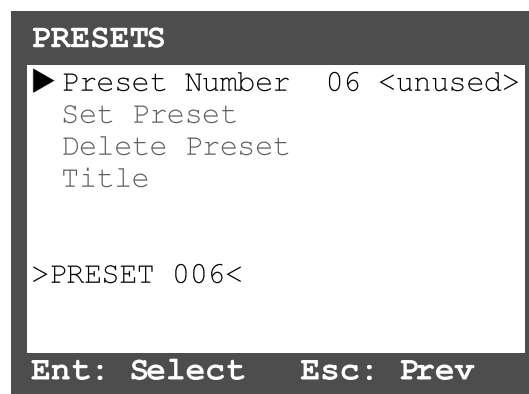 PRESETS
Preset Number 06 <unused>
Set Preset
Delete Preset
Title
>PRESET 006<
Ent: Select Esc: Prev